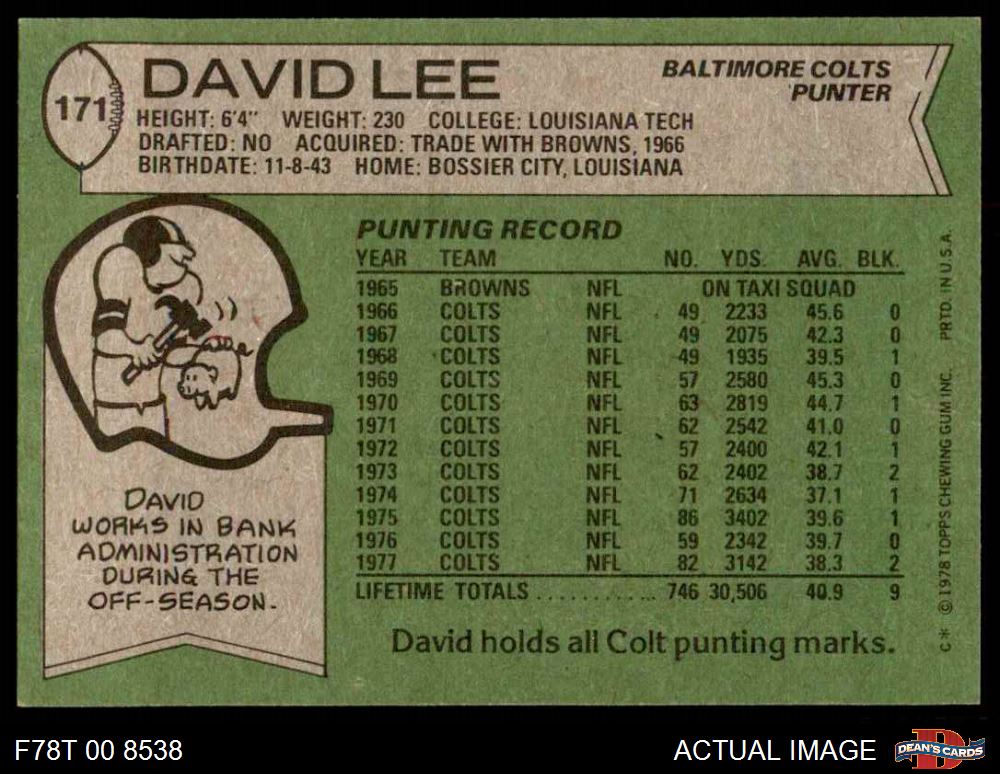 171
DAVID LEE
BALTIMORE COLTS
PUNTER
HEIGHT: 6'4" WEIGHT: 230 COLLEGE: LOUISIANA TECH
DRAFTED: NO ACQUIRED: TRADE WITH BROWNS, 1966
BIRTHDATE: 11-8-43 HOME: BOSSIER CITY, LOUISIANA
PUNTING RECORD
YEAR TEAM NO. YDS. AVG. BLK.
1965 BROWNS NFL ON TAXI SQUAD
1966 COLTS NFL 49 2233 45.6 0
1967 COLTS NFL 49 2075 42.3 0
1968 COLTS NFL 49 1935 39.5 1
1969 COLTS NFL 57 2580 45.3 0
1970 COLTS NFL 63 2819 44.7 1
1971 COLTS NFL 62 2542 41.0 0
1972 COLTS NFL 57 2400 42.1 1
1973 COLTS NFL 62 2402 38.7 2
1974 COLTS NFL 71 2634 37.1 1
1975 COLTS NFL 86 3402 39.6 1
1976 COLTS NFL 59 2342 39.7 0
1977 COLTS NFL 82 3142 38.3 2
LIFETIME TOTALS ............ 746 30,506 40.9 9
David holds all Colt punting marks.
DAVID
WORKS IN BANK
ADMINISTRATION
DURING THE
OFF-SEASON.
C* © 1978 TOPPS CHEWING GUM INC. PRTD. IN U.S.A.
F78T 00 8538
ACTUAL IMAGE
D
DEAN'S CARDS